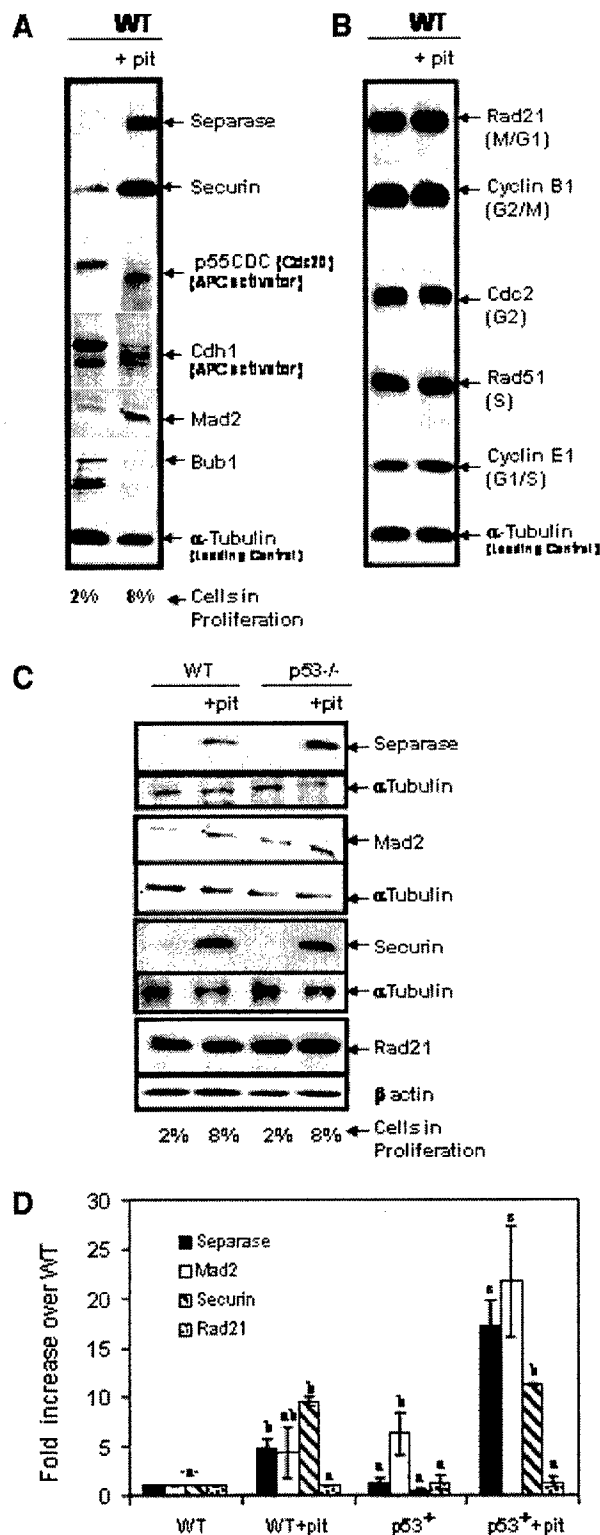 A
WT
+ pit
Separase
Securin
p55CDC (Cdc20)
(APC activator)
Cdh1
(APC activator)
Mad2
Bub1
α-Tubulin
(Loading Control)
2% 8% Cells in
Proliferation
B
WT
+ pit
Rad21
(M/G1)
Cyclin B1
(G2/M)
Cdc2
(G2)
Rad51
(S)
Cyclin E1
(G1/S)
α-Tubulin
(Loading Control)
C
WT p53-/-
+pit +pit
Separase
αTubulin
Mad2
αTubulin
Securin
αTubulin
Rad21
β actin
2% 8% 2% 8% Cells in
Proliferation
D
Fold increase over WT
30
25
20
15
10
5
0
Separase
Mad2
Securin
Rad21
-a-
b
ab
b
a
a
b
a
a
b
a
WT WT+pit